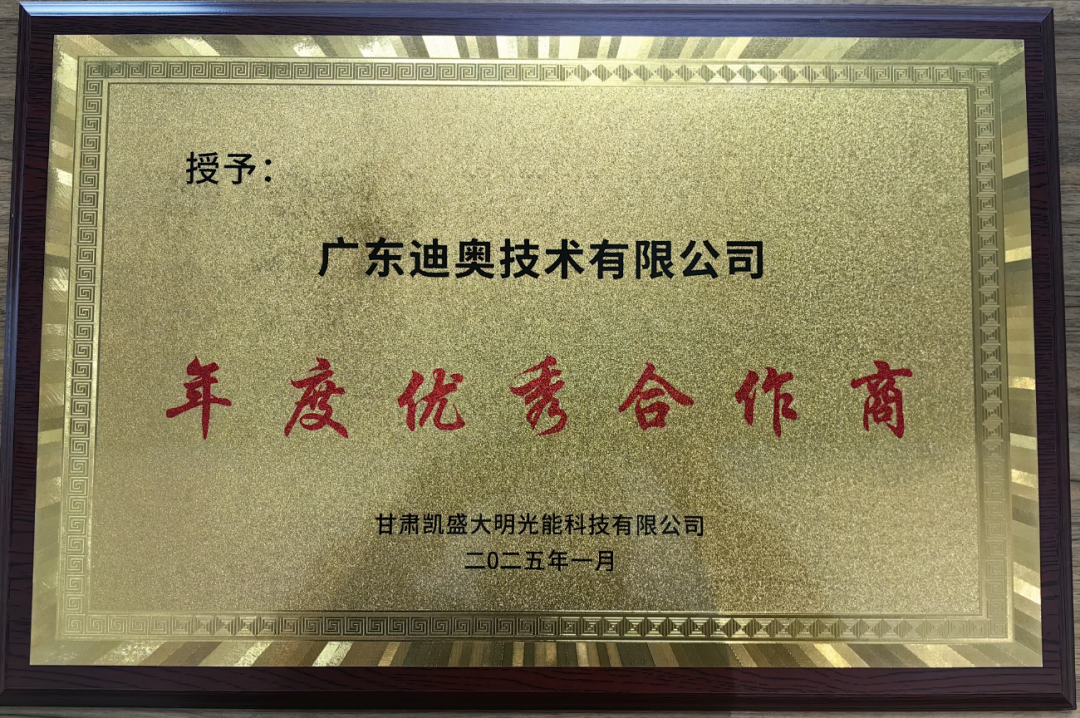 授予：
广东迪奥技术有限公司
年度优秀合作商
甘肃凯盛大明光能科技有限公司
二0二五年一月